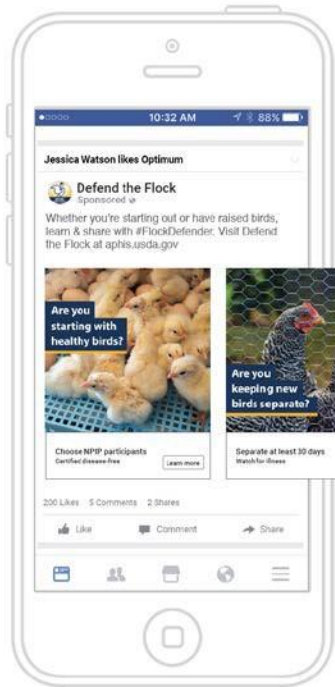 10:32 AM
88%
Jessica Watson likes Optimum
Defend the Flock
Sponsored
Whether you're starting out or have raised birds,
learn & share with #FlockDefender. Visit Defend
the Flock at aphis.usda.gov
Are you
starting with
healthy birds?
Are you
keeping new
birds separate?
Choose NPIP participants
Certified disease-free
Learn more
Separate at least 30 days
Watch for illness
200 Likes 5 Comments 2 Shares
Like Comment Share